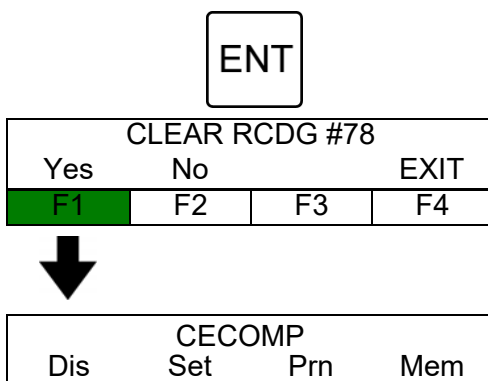 ENT
CLEAR RCDG #78
Yes No EXIT
F1 F2 F3 F4
CECOMP
Dis Set Prn Mem